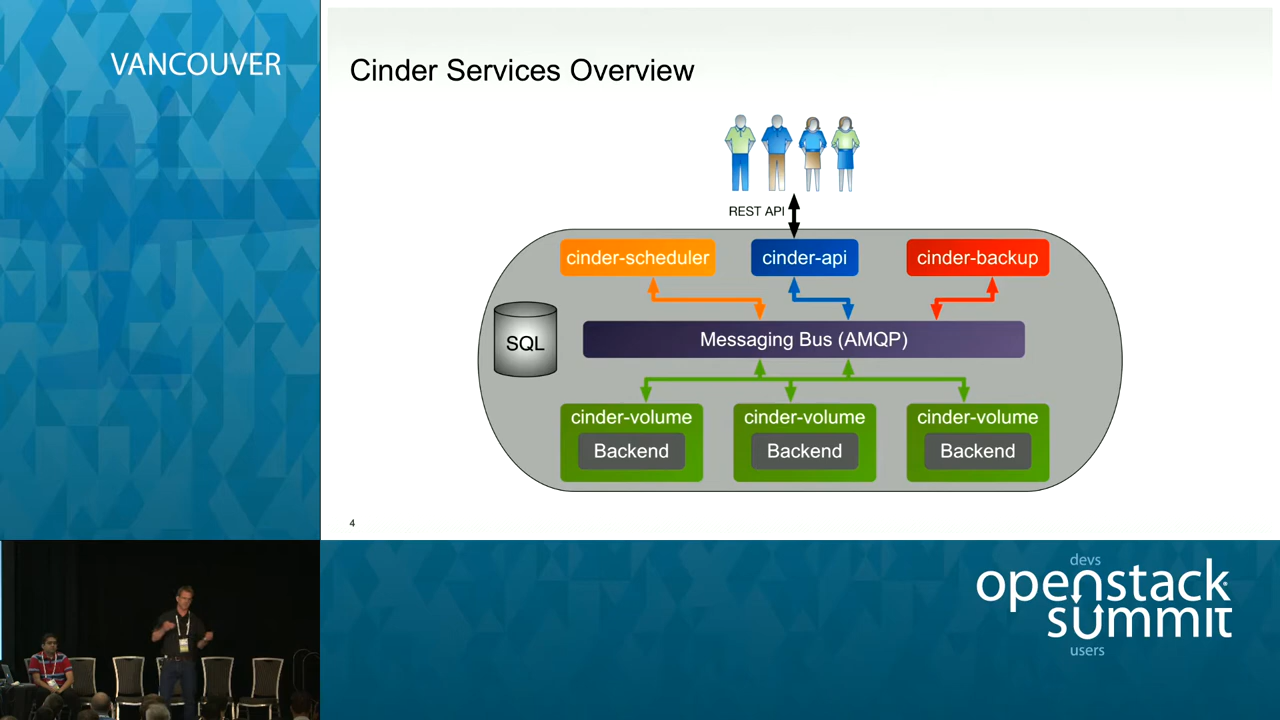 VANCOUVER
Cinder Services Overview
REST API
cinder-scheduler
cinder-api
cinder-backup
SQL
Messaging Bus (AMQP)
cinder-volume
cinder-volume
cinder-volume
Backend
Backend
Backend
4
devs
openstack
summit
users